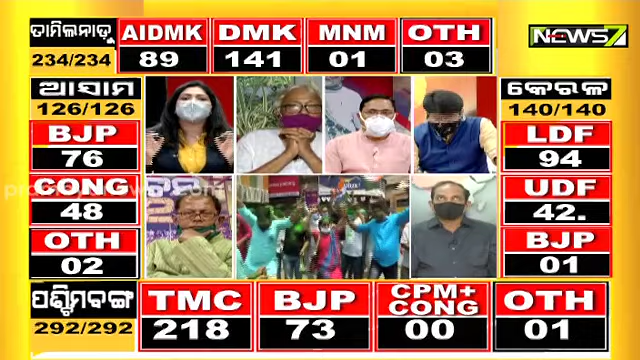 ତାମିଲନାଡୁ AIDMK DMK MNM OTH
234/234 89 141 01 03
NEWS7
ଆସାମ
126/126
BJP
76
CONG
48
OTH
02
କେରଳ
140/140
LDF
94
UDF
42.
BJP
01
ପଶ୍ଚିମବଙ୍ଗ
292/292
TMC
218
BJP
73
CPM+
CONG
00
OTH
01